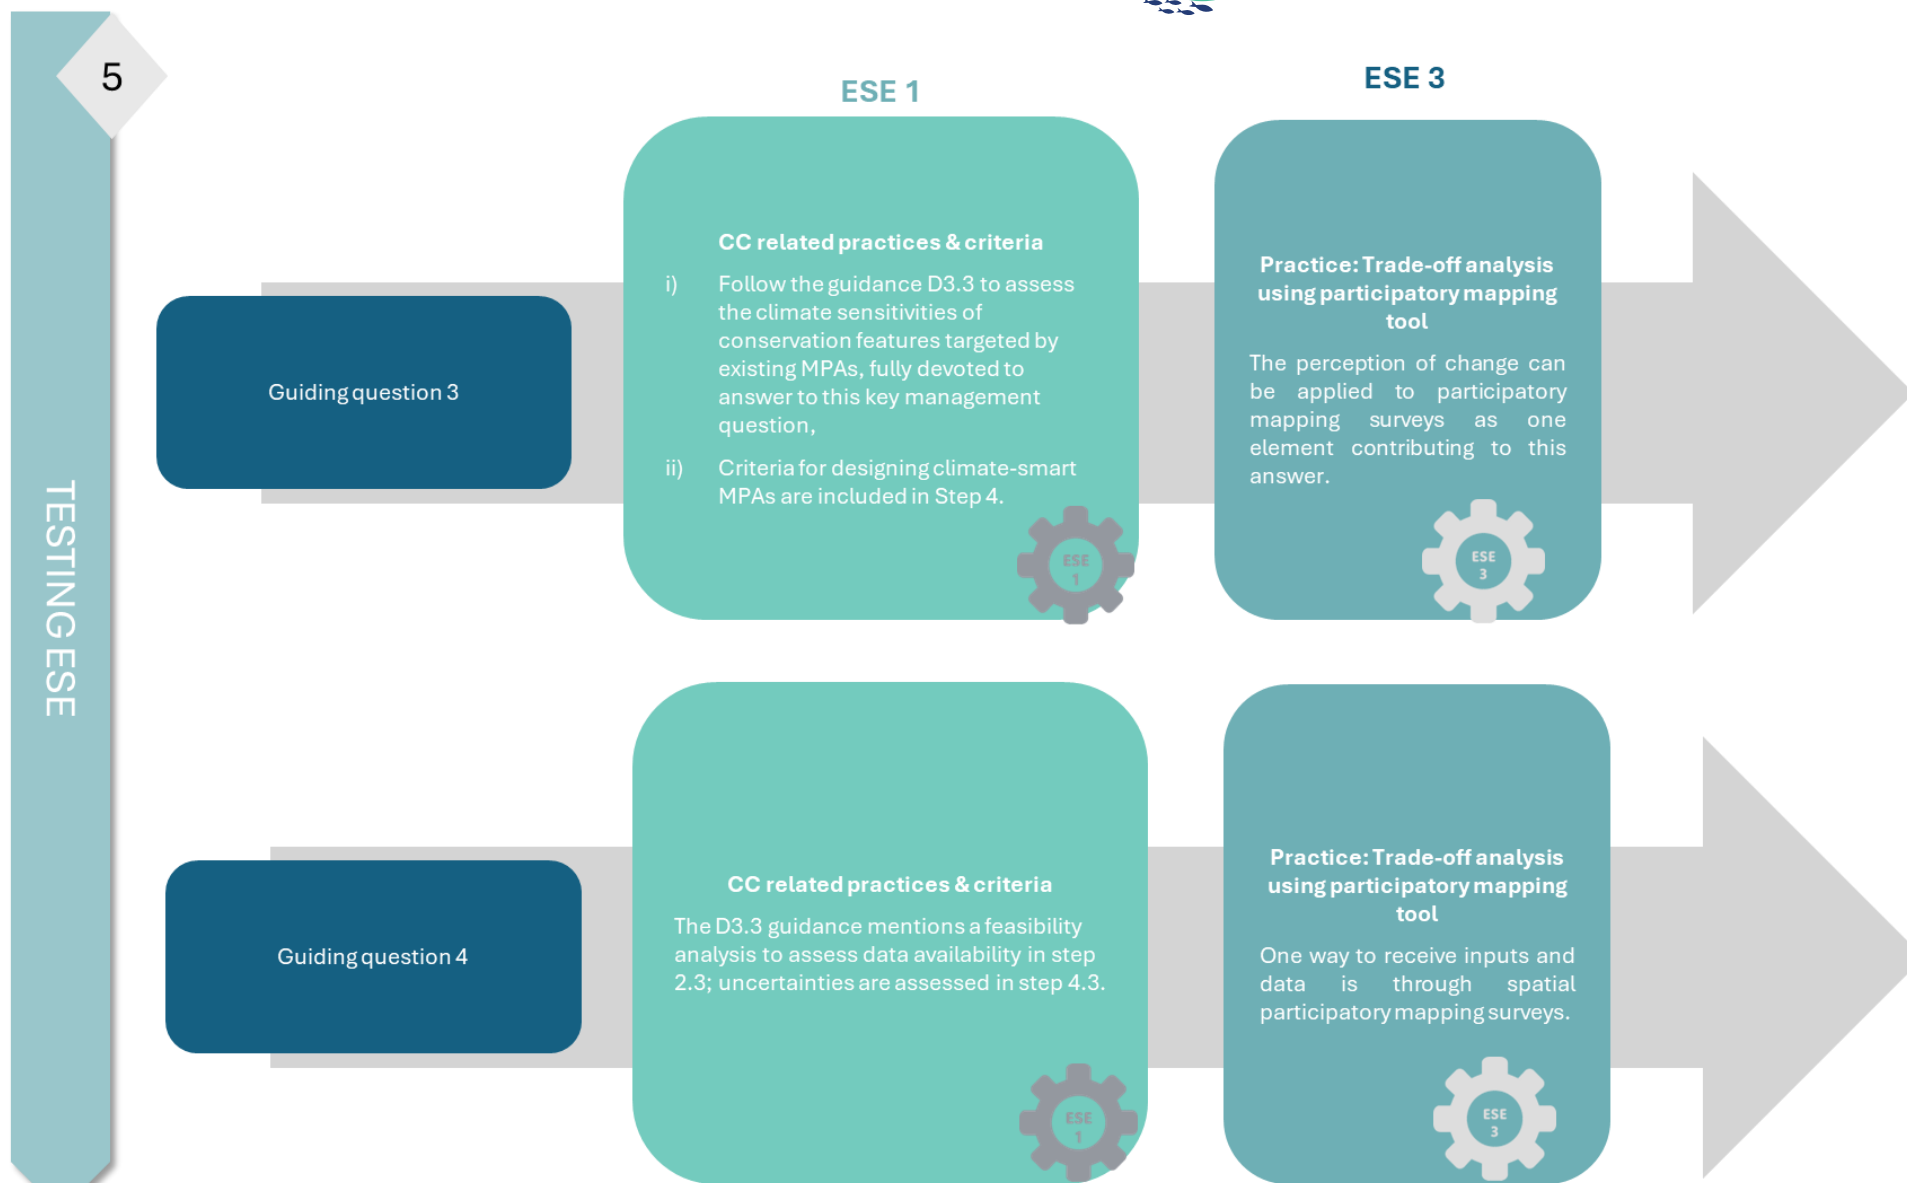 5
TESTING ESE
ESE 1
ESE 3
Guiding question 3
CC related practices & criteria
i) Follow the guidance D3.3 to assess
the climate sensitivities of
conservation features targeted by
existing MPAs, fully devoted to
answer to this key management
question,
ii) Criteria for designing climate-smart
MPAs are included in Step 4.
ESE
1
Practice: Trade-off analysis
using participatory mapping
tool
The perception of change can
be applied to participatory
mapping surveys as one
element contributing to this
answer.
ESE
3
Guiding question 4
CC related practices & criteria
The D3.3 guidance mentions a feasibility
analysis to assess data availability in step
2.3; uncertainties are assessed in step 4.3.
ESE
1
Practice: Trade-off analysis
using participatory mapping
tool
One way to receive inputs and
data is through spatial
participatory mapping surveys.
ESE
3